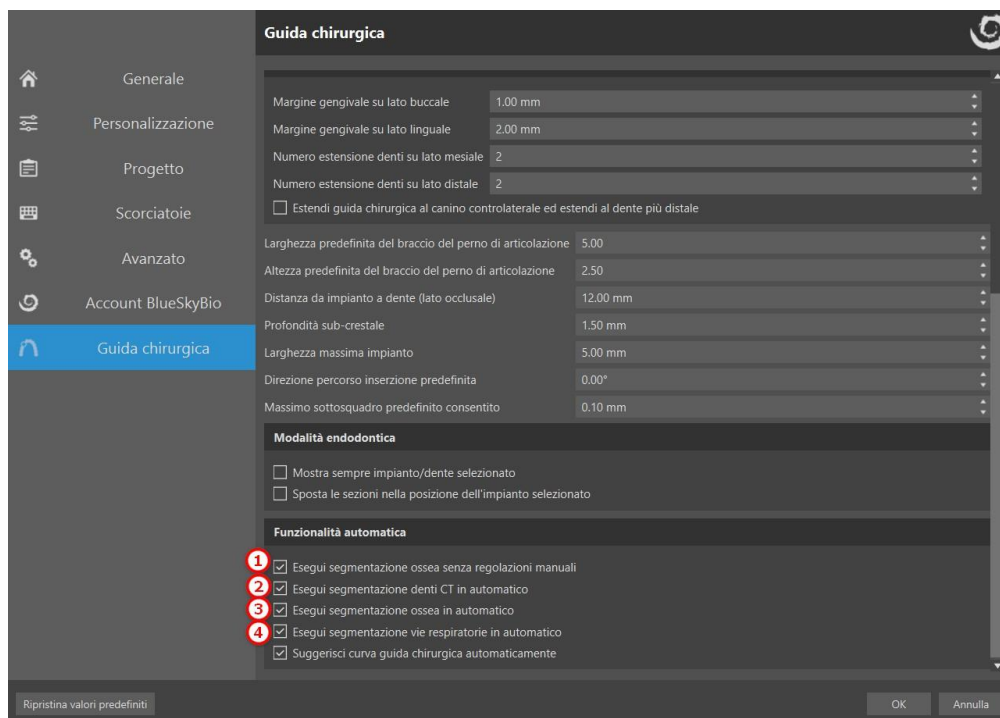 Guida chirurgica
Generale
Personalizzazione
Progetto
Scorciatoie
Avanzato
Account BlueSkyBio
Guida chirurgica
Margine gengivale su lato buccale 1.00 mm
Margine gengivale su lato linguale 2.00 mm
Numero estensione denti su lato mesiale 2
Numero estensione denti su lato distale 2
Estendi guida chirurgica al canino controlaterale ed estendi al dente più distale
Larghezza predefinita del braccio del perno di articolazione 5.00
Altezza predefinita del braccio del perno di articolazione 2.50
Distanza da impianto a dente (lato occlusale) 12.00 mm
Profondità sub-crestale 1.50 mm
Larghezza massima impianto 5.00 mm
Direzione percorso inserzione predefinita 0.00°
Massimo sottosquadro predefinito consentito 0.10 mm
Modalità endodontica
Mostra sempre impianto/dente selezionato
Sposta le sezioni nella posizione dell'impianto selezionato
Funzionalità automatica
1 Esegui segmentazione ossea senza regolazioni manuali
2 Esegui segmentazione denti CT in automatico
3 Esegui segmentazione ossea in automatico
4 Esegui segmentazione vie respiratorie in automatico
Suggerisci curva guida chirurgica automaticamente
Ripristina valori predefiniti OK Annulla